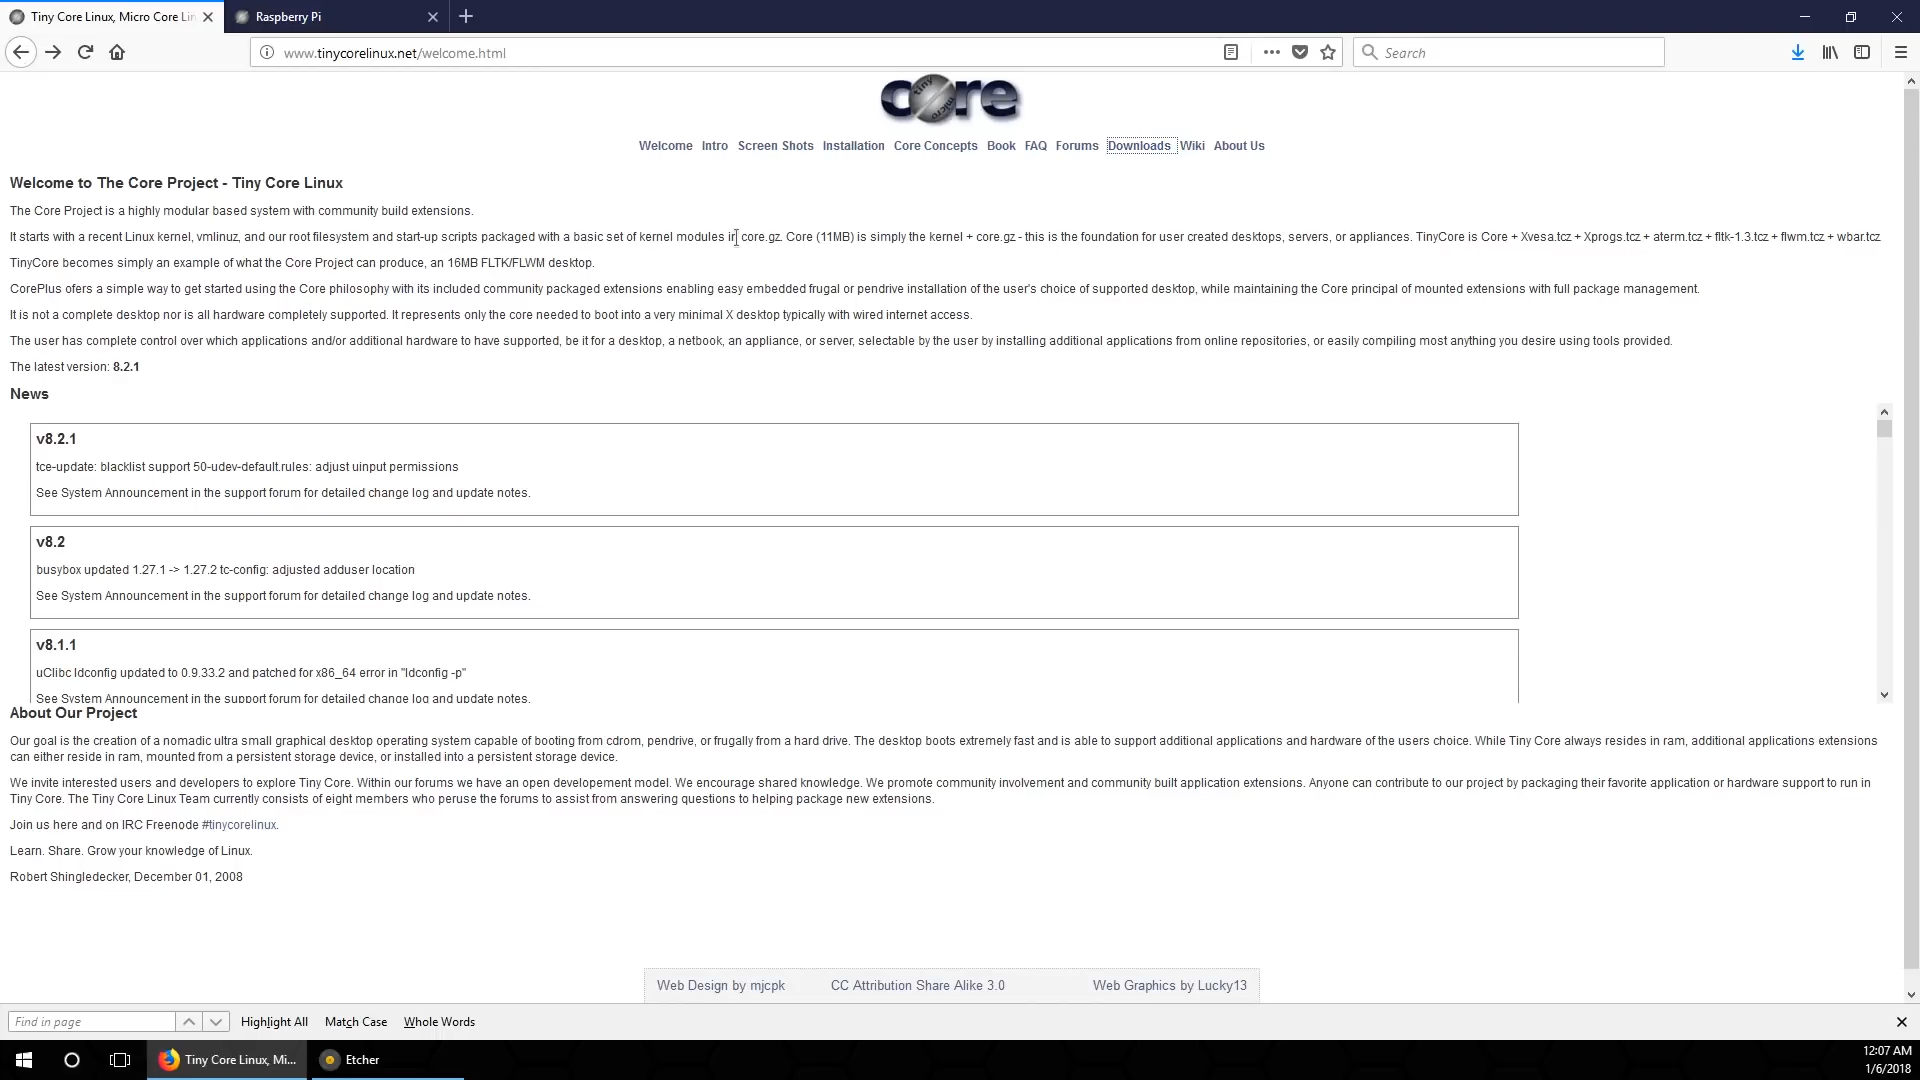 Tiny Core Linux, Micro Core Lin
Raspberry Pi
www.tinycorelinux.net/welcome.html
Search
core
tiny
micro
Welcome Intro Screen Shots Installation Core Concepts Book FAQ Forums Downloads Wiki About Us
Welcome to The Core Project - Tiny Core Linux
The Core Project is a highly modular based system with community build extensions.
It starts with a recent Linux kernel, vmlinuz, and our root filesystem and start-up scripts packaged with a basic set of kernel modules in core.gz. Core (11MB) is simply the kernel + core.gz - this is the foundation for user created desktops, servers, or appliances. TinyCore is Core + Xvesa.tcz + Xprogs.tcz + aterm.tcz + fltk-1.3.tcz + flwm.tcz + wbar.tcz
TinyCore becomes simply an example of what the Core Project can produce, an 16MB FLTK/FLWM desktop.
CorePlus ofers a simple way to get started using the Core philosophy with its included community packaged extensions enabling easy embedded frugal or pendrive installation of the user's choice of supported desktop, while maintaining the Core principal of mounted extensions with full package management.
It is not a complete desktop nor is all hardware completely supported. It represents only the core needed to boot into a very minimal X desktop typically with wired internet access.
The user has complete control over which applications and/or additional hardware to have supported, be it for a desktop, a netbook, an appliance, or server, selectable by the user by installing additional applications from online repositories, or easily compiling most anything you desire using tools provided.
The latest version: 8.2.1
News
v8.2.1
tce-update: blacklist support 50-udev-default.rules: adjust uinput permissions
See System Announcement in the support forum for detailed change log and update notes.
v8.2
busybox updated 1.27.1 -> 1.27.2 tc-config: adjusted adduser location
See System Announcement in the support forum for detailed change log and update notes.
v8.1.1
uClibc ldconfig updated to 0.9.33.2 and patched for x86_64 error in "ldconfig -p"
See System Announcement in the support forum for detailed change log and update notes.
About Our Project
Our goal is the creation of a nomadic ultra small graphical desktop operating system capable of booting from cdrom, pendrive, or frugally from a hard drive. The desktop boots extremely fast and is able to support additional applications and hardware of the users choice. While Tiny Core always resides in ram, additional applications extensions
can either reside in ram, mounted from a persistent storage device, or installed into a persistent storage device.
We invite interested users and developers to explore Tiny Core. Within our forums we have an open developement model. We encourage shared knowledge. We promote community involvement and community built application extensions. Anyone can contribute to our project by packaging their favorite application or hardware support to run in
Tiny Core. The Tiny Core Linux Team currently consists of eight members who peruse the forums to assist from answering questions to helping package new extensions.
Join us here and on IRC Freenode #tinycorelinux.
Learn. Share. Grow your knowledge of Linux.
Robert Shingledecker, December 01, 2008
Web Design by mjcpk CC Attribution Share Alike 3.0 Web Graphics by Lucky13
Find in page Highlight All Match Case Whole Words
Tiny Core Linux, Mi... Etcher
12:07 AM
1/6/2018